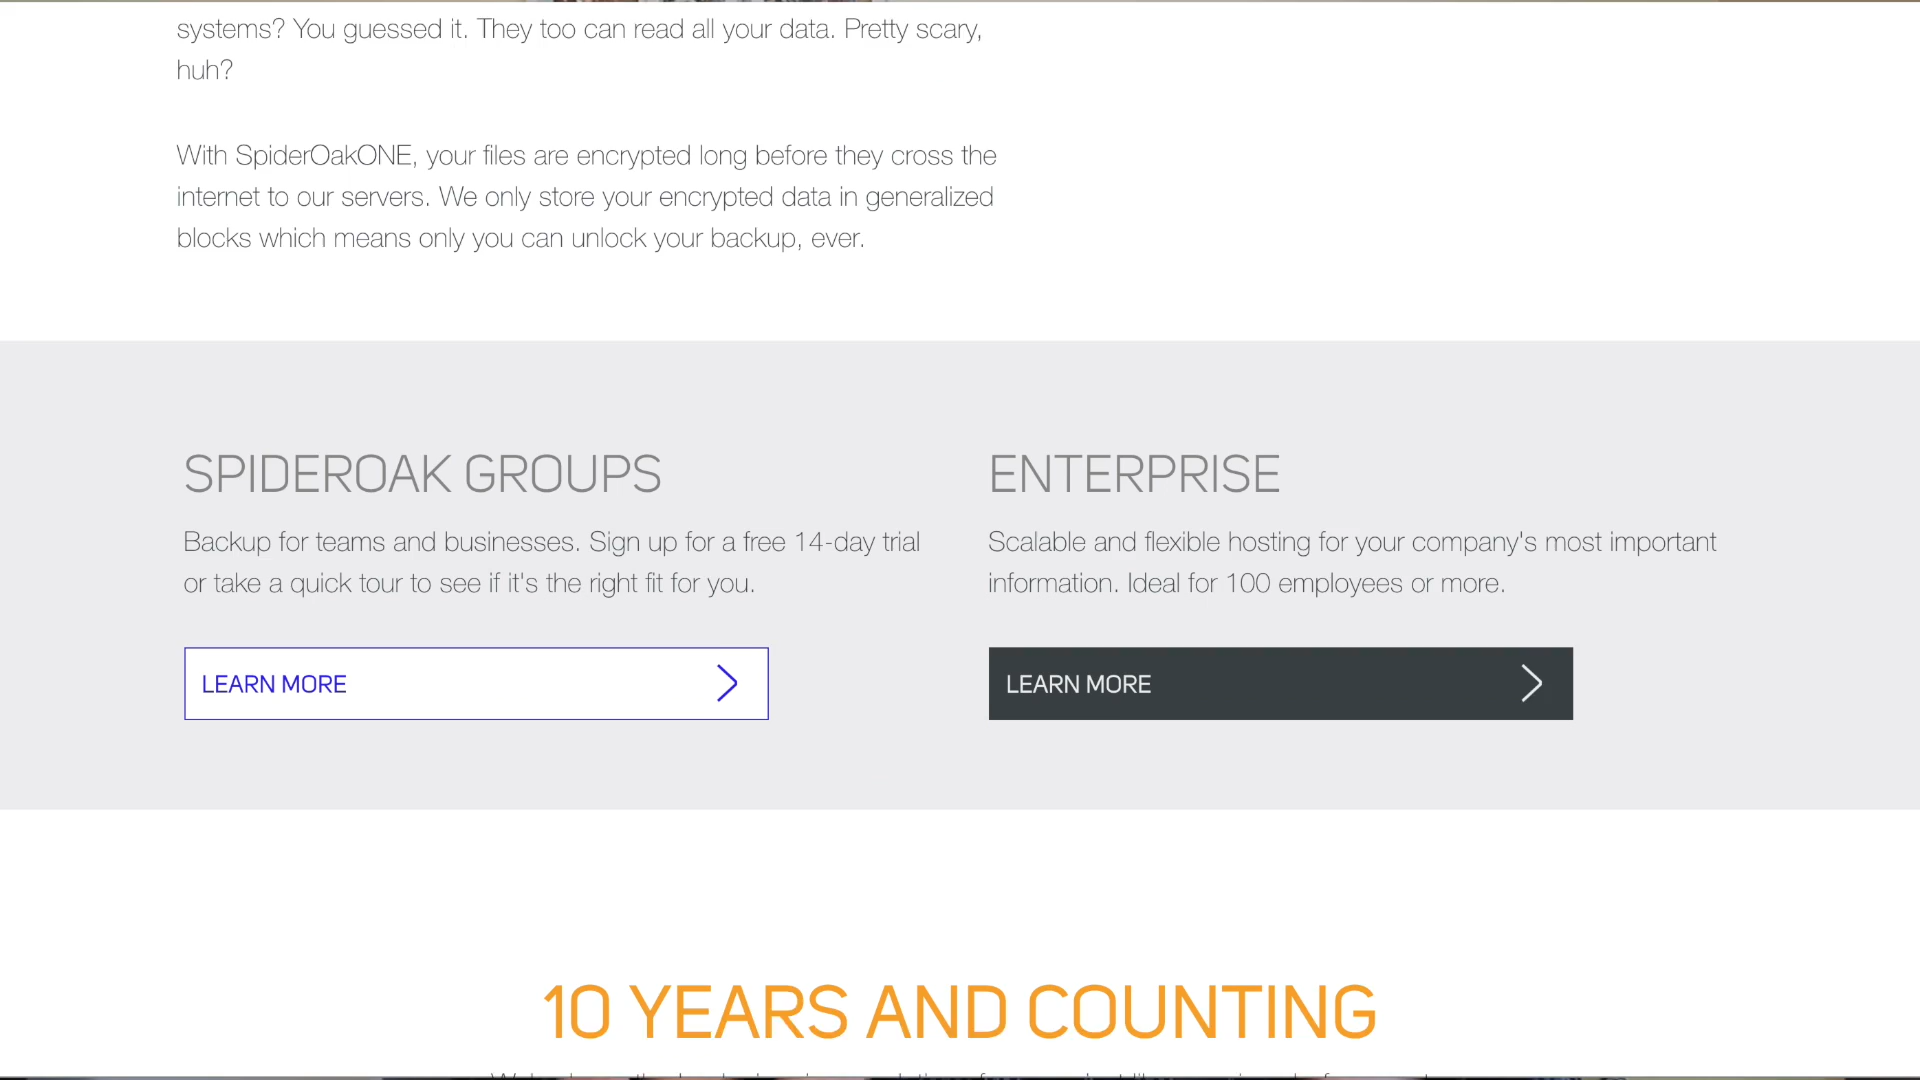 systems? You guessed it. They too can read all your data. Pretty scary,
huh?
With SpiderOakONE, your files are encrypted long before they cross the
internet to our servers. We only store your encrypted data in generalized
blocks which means only you can unlock your backup, ever.
SPIDEROAK GROUPS
Backup for teams and businesses. Sign up for a free 14-day trial
or take a quick tour to see if it's the right fit for you.
LEARN MORE
ENTERPRISE
Scalable and flexible hosting for your company's most important
information. Ideal for 100 employees or more.
LEARN MORE
10 YEARS AND COUNTING